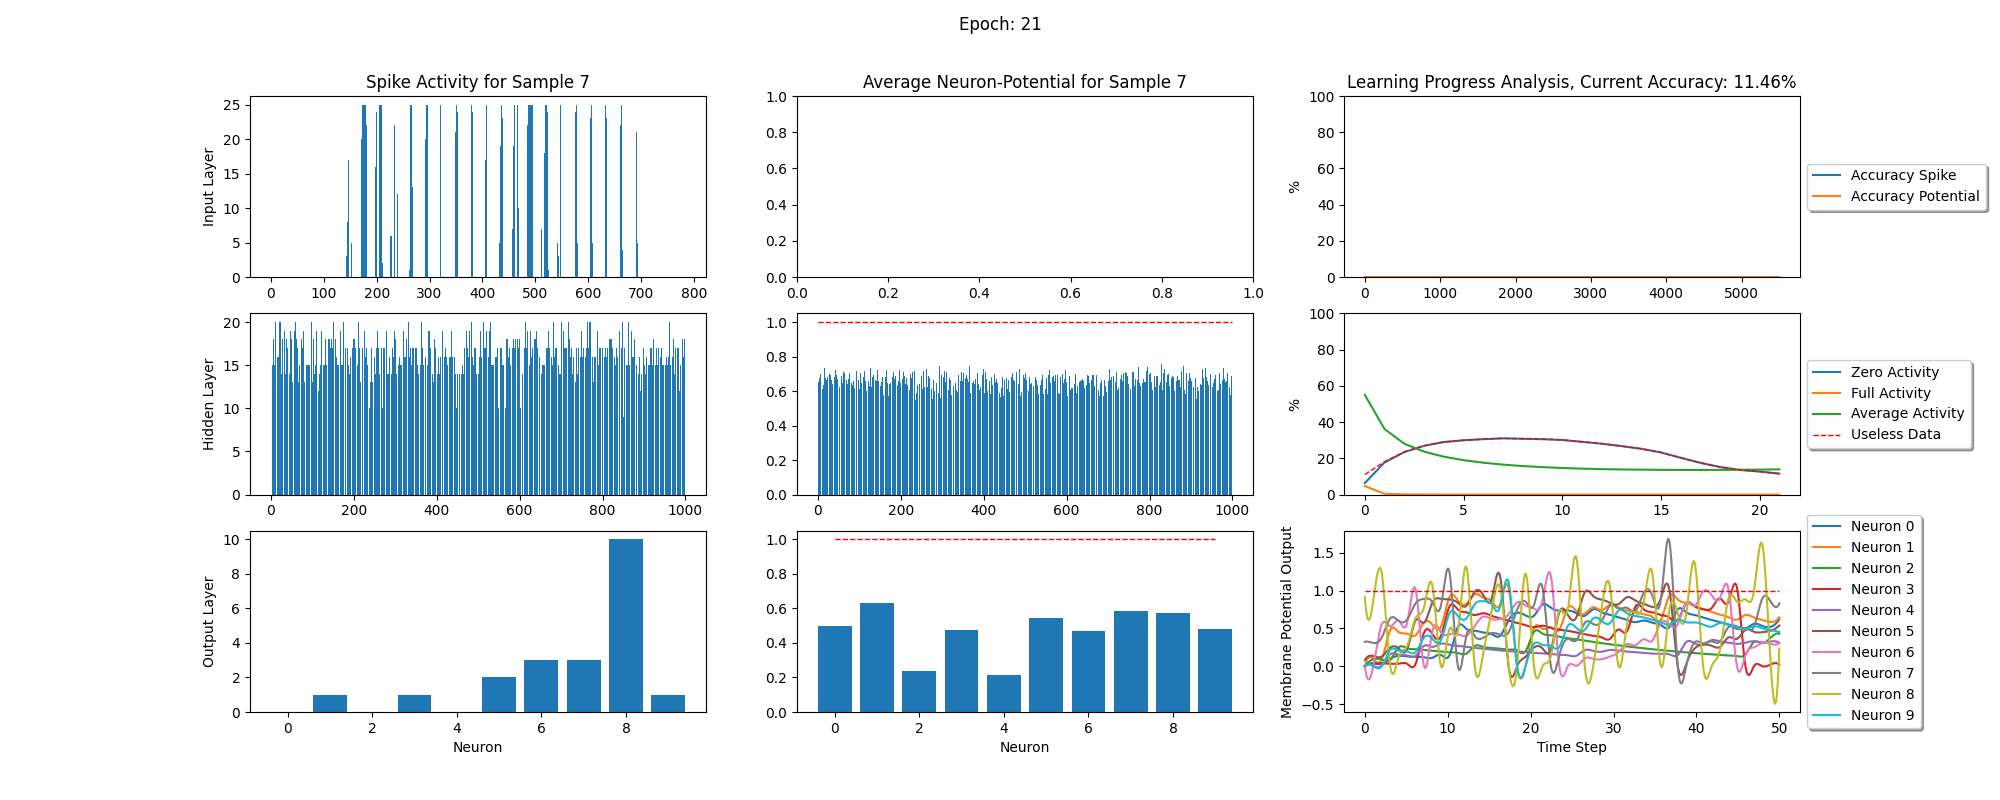 Epoch: 21
Spike Activity for Sample 7
Average Neuron-Potential for Sample 7
Learning Progress Analysis, Current Accuracy: 11.46%
Input Layer
25
20
15
10
5
0
0 100 200 300 400 500 600 700 800
1.0
0.8
0.6
0.4
0.2
0.0
0.0 0.2 0.4 0.6 0.8 1.0
%
100
80
60
40
20
0
0 1000 2000 3000 4000 5000
Accuracy Spike
Accuracy Potential
Hidden Layer
20
15
10
5
0
0 200 400 600 800 1000
1.0
0.8
0.6
0.4
0.2
0.0
0 200 400 600 800 1000
%
100
80
60
40
20
0
0 5 10 15 20
Zero Activity
Full Activity
Average Activity
Useless Data
Output Layer
10
8
6
4
2
0
0 2 4 6 8
Neuron
1.0
0.8
0.6
0.4
0.2
0.0
0 2 4 6 8
Neuron
Membrane Potential Output
1.5
1.0
0.5
0.0
−0.5
0 10 20 30 40 50
Time Step
Neuron 0
Neuron 1
Neuron 2
Neuron 3
Neuron 4
Neuron 5
Neuron 6
Neuron 7
Neuron 8
Neuron 9